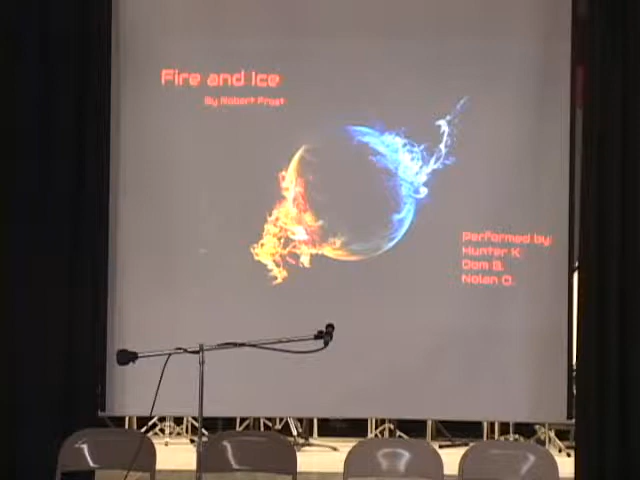 Fire and Ice
By Robert Frost
Performed by:
Hunter K.
Dom B.
Nolan O.